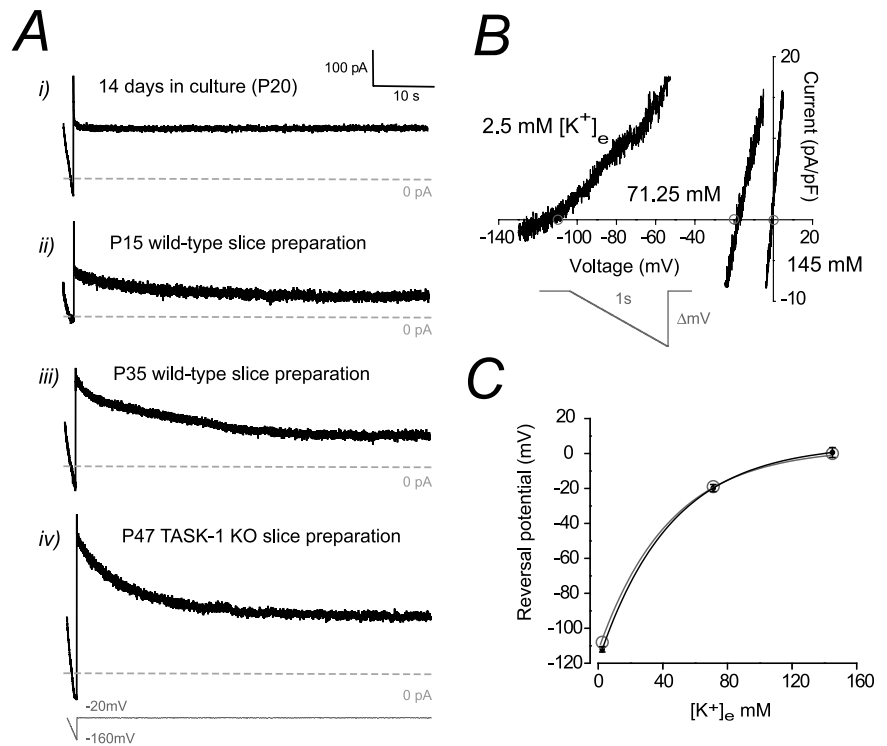 A
i)
14 days in culture (P20)
100 pA
10 s
0 pA
ii)
P15 wild-type slice preparation
0 pA
iii)
P35 wild-type slice preparation
0 pA
iv)
P47 TASK-1 KO slice preparation
0 pA
-20mV
-160mV
B
20
Current (pA/pF)
2.5 mM [K⁺]e
71.25 mM
-140 -100 -80 -60 -40 20
Voltage (mV)
145 mM
-10
1s
ΔmV
C
20
0
-20
-40
-60
-80
-100
-120
Reversal potential (mV)
0 40 80 120 160
[K⁺]e mM